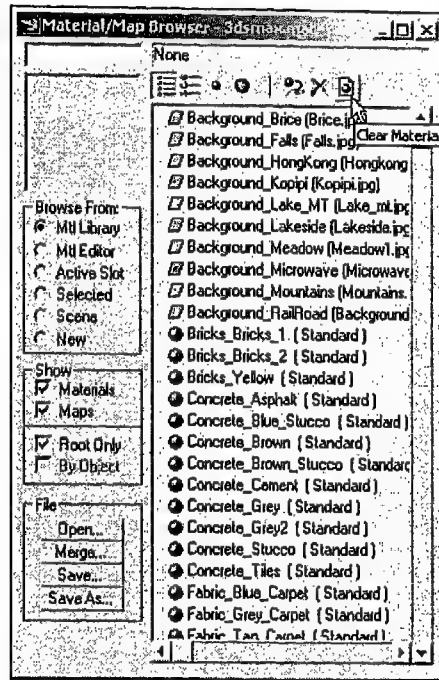 Material/Map Browser - 3dsmax.mat
None
Clear Materia
Background_Brice (Brice.jp
Background_Falls (Falls.jpg)
Background_HongKong (Hongkong
Background_Kopipi (Kopipi.jpg)
Background_Lake_MT (Lake_mt.jpg
Background_Lakeside (Lakeside.jpg
Background_Meadow (Meadow1.jpg
Background_Microwave (Microwave
Background_Mountains (Mountains.
Background_RailRoad (Background
Bricks_Bricks_1 ( Standard )
Bricks_Bricks_2 ( Standard )
Bricks_Yellow ( Standard )
Concrete_Asphalt ( Standard )
Concrete_Blue_Stucco ( Standard )
Concrete_Brown ( Standard )
Concrete_Brown_Stucco ( Standard
Concrete_Cement ( Standard )
Concrete_Grey ( Standard )
Concrete_Grey2 ( Standard )
Concrete_Stucco ( Standard )
Concrete_Tiles ( Standard )
Fabric_Blue_Carpet ( Standard )
Fabric_Grey_Carpet ( Standard )
Fabric_Tan_Carpet ( Standard )
Browse From:
Mtl Library
Mtl Editor
Active Slot
Selected
Scene
New
Show
Materials
Maps
Root Only
By Object
File
Open...
Merge...
Save...
Save As...